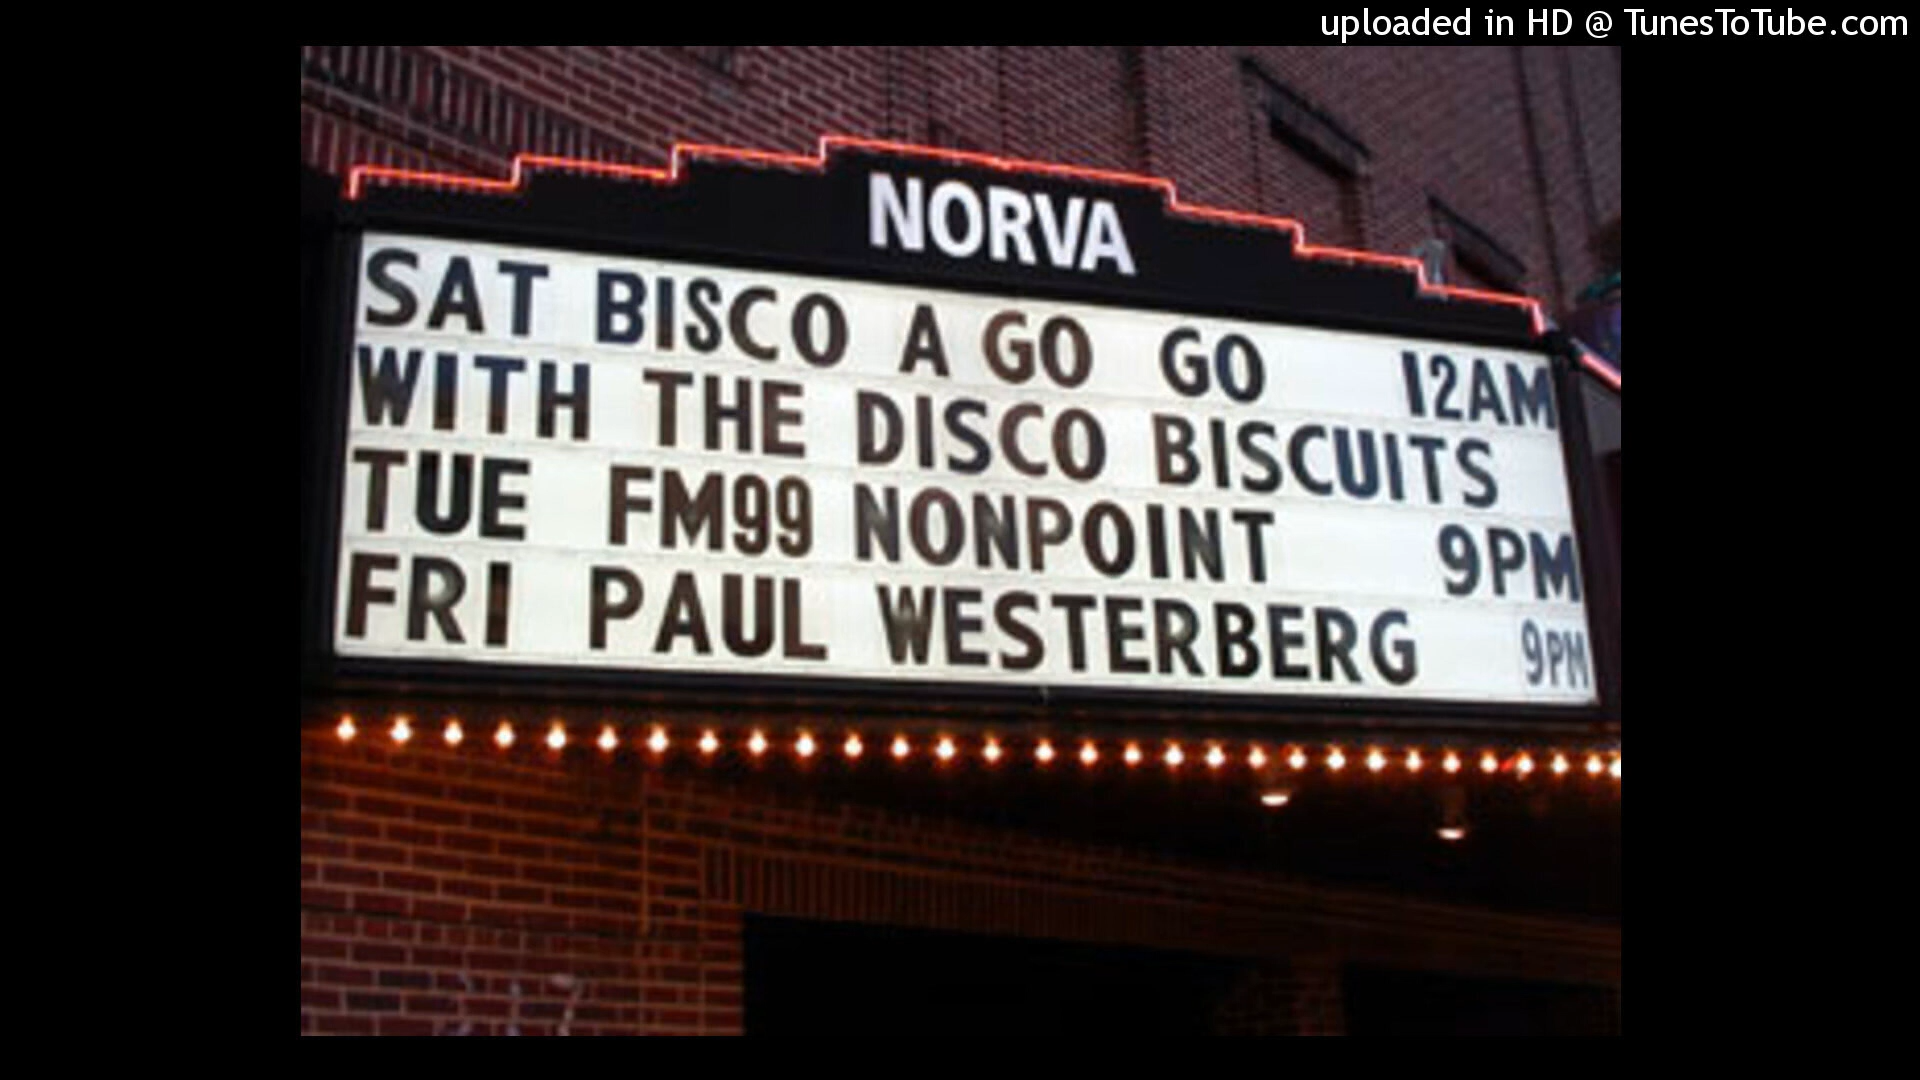 uploaded in HD @ TunesToTube.com
NORVA
SAT BISCO A GO GO 12AM
WITH THE DISCO BISCUITS
TUE FM99 NONPOINT 9PM
FRI PAUL WESTERBERG 9PM